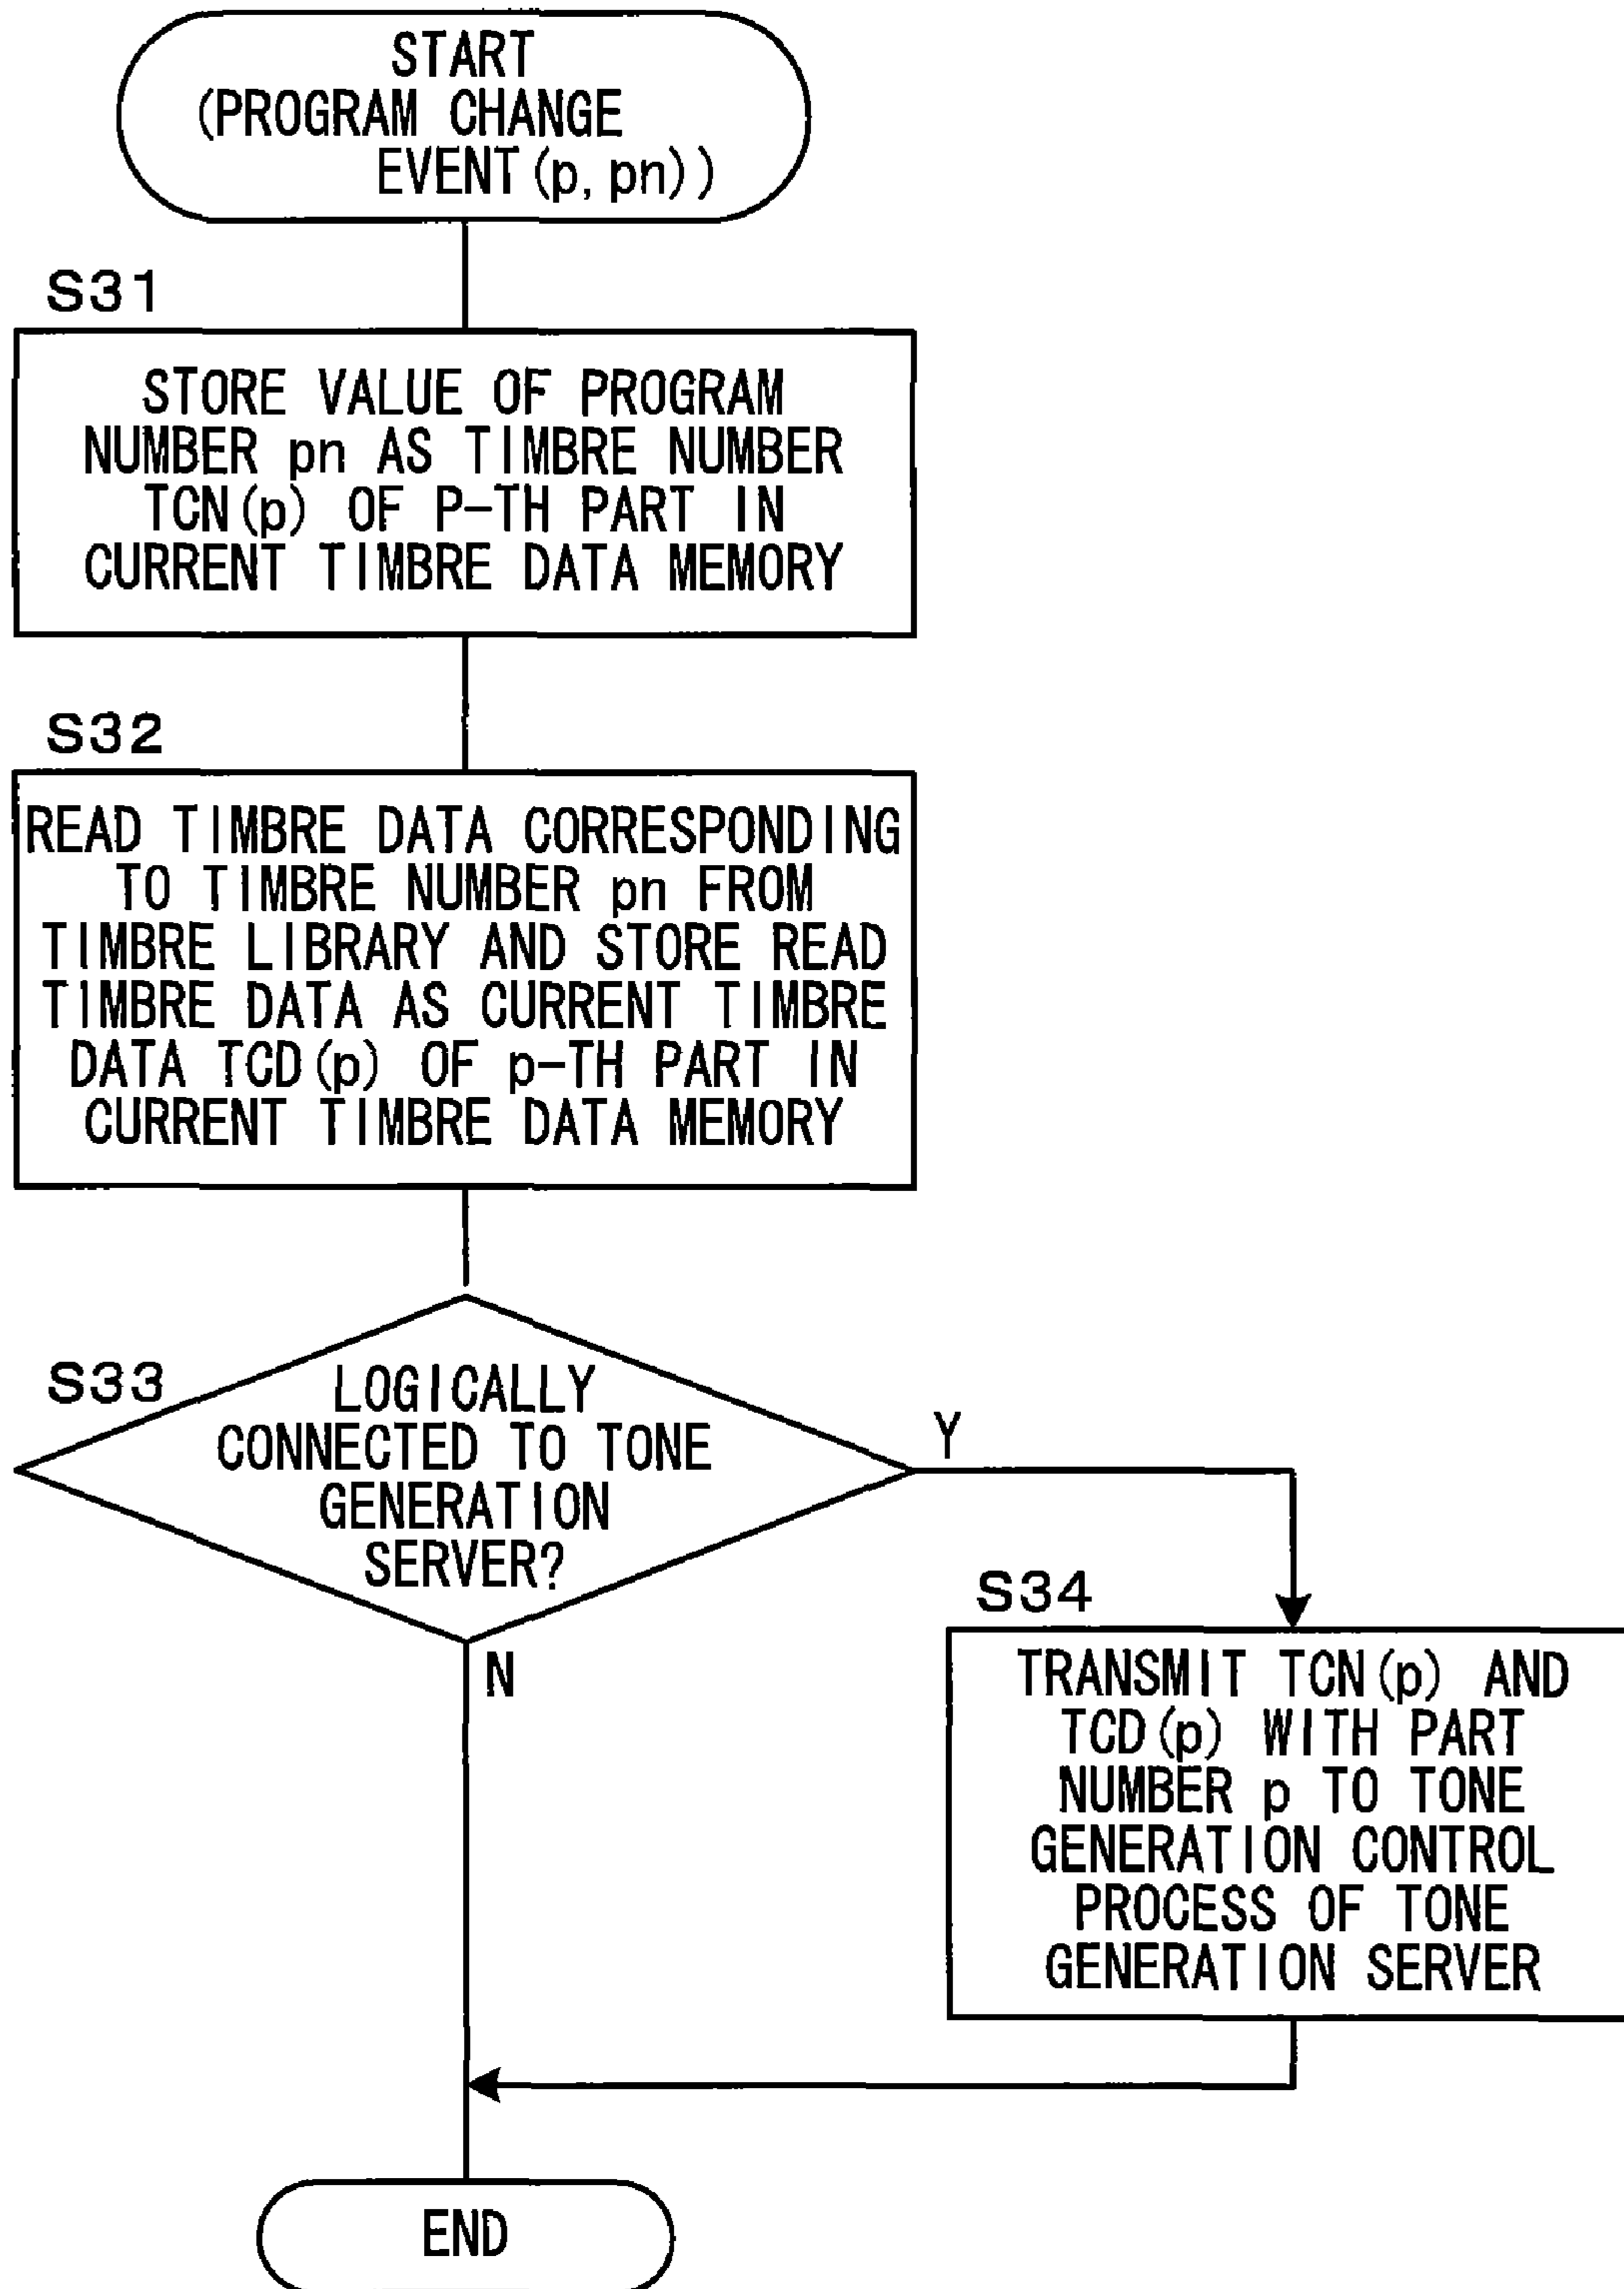 START
(PROGRAM CHANGE
EVENT(p, pn))
S31
STORE VALUE OF PROGRAM
NUMBER pn AS TIMBRE NUMBER
TCN(p) OF P-TH PART IN
CURRENT TIMBRE DATA MEMORY
S32
READ TIMBRE DATA CORRESPONDING
TO TIMBRE NUMBER pn FROM
TIMBRE LIBRARY AND STORE READ
TIMBRE DATA AS CURRENT TIMBRE
DATA TCD(p) OF p-TH PART IN
CURRENT TIMBRE DATA MEMORY
S33
LOGICALLY
CONNECTED TO TONE
GENERATION
SERVER?
Y
N
S34
TRANSMIT TCN(p) AND
TCD(p) WITH PART
NUMBER p TO TONE
GENERATION CONTROL
PROCESS OF TONE
GENERATION SERVER
END